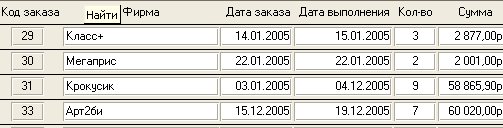 Код заказа Найти Фирма Дата заказа Дата выполнения Кол-во Сумма
29 Класс+ 14.01.2005 15.01.2005 3 2 877,00р
30 Мегаприс 22.01.2005 22.01.2005 2 2 001,00р
31 Крокусик 03.01.2005 04.12.2005 9 58 865,90р
33 Арт2би 15.12.2005 19.12.2005 7 60 020,00р